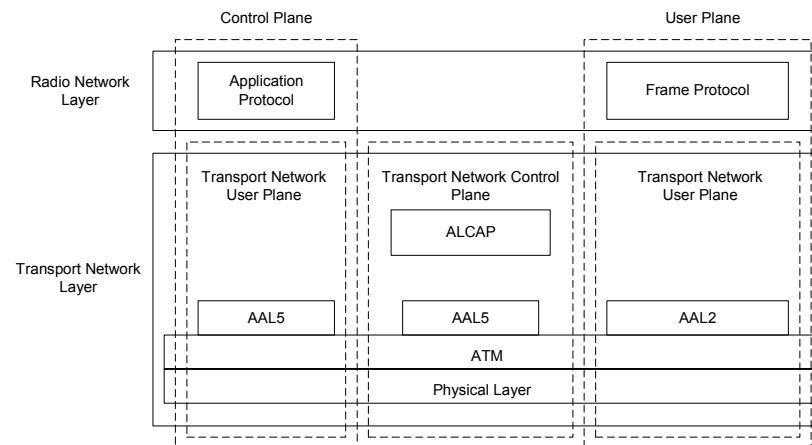 Control Plane
User Plane
Radio Network
Layer
Application
Protocol
Frame Protocol
Transport Network
User Plane
Transport Network Control
Plane
Transport Network
User Plane
ALCAP
Transport Network
Layer
AAL5
AAL5
AAL2
ATM
Physical Layer